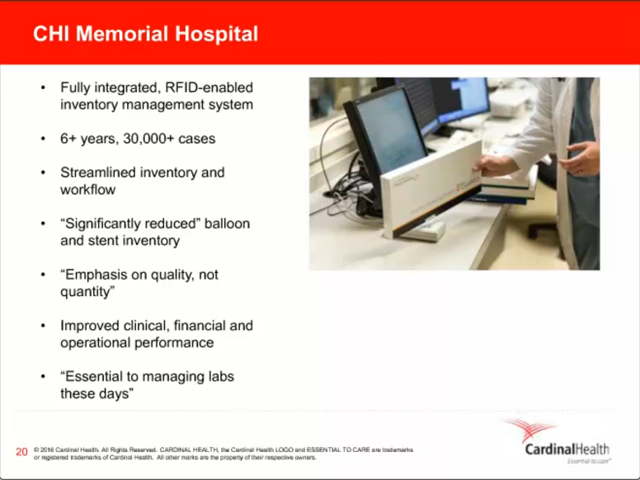 CHI Memorial Hospital
• Fully integrated, RFID-enabled
inventory management system
• 6+ years, 30,000+ cases
• Streamlined inventory and
workflow
• “Significantly reduced” balloon
and stent inventory
• “Emphasis on quality, not
quantity”
• Improved clinical, financial and
operational performance
• “Essential to managing labs
these days”
20
© 2016 Cardinal Health. All Rights Reserved. CARDINAL HEALTH, the Cardinal Health LOGO and ESSENTIAL TO CARE are trademarks
or registered trademarks of Cardinal Health. All other marks are the property of their respective owners.
CardinalHealth
Essential to care™